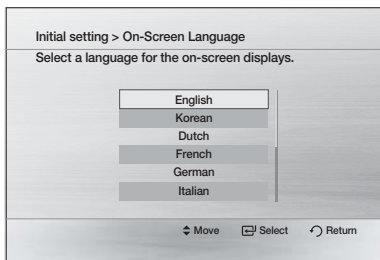 Initial setting > On-Screen Language
Select a language for the on-screen displays.
English
Korean
Dutch
French
German
Italian
Move Select Return